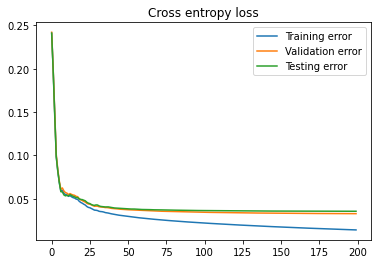 Cross entropy loss
0.25
0.20
0.15
0.10
0.05
Training error
Validation error
Testing error
0 25 50 75 100 125 150 175 200